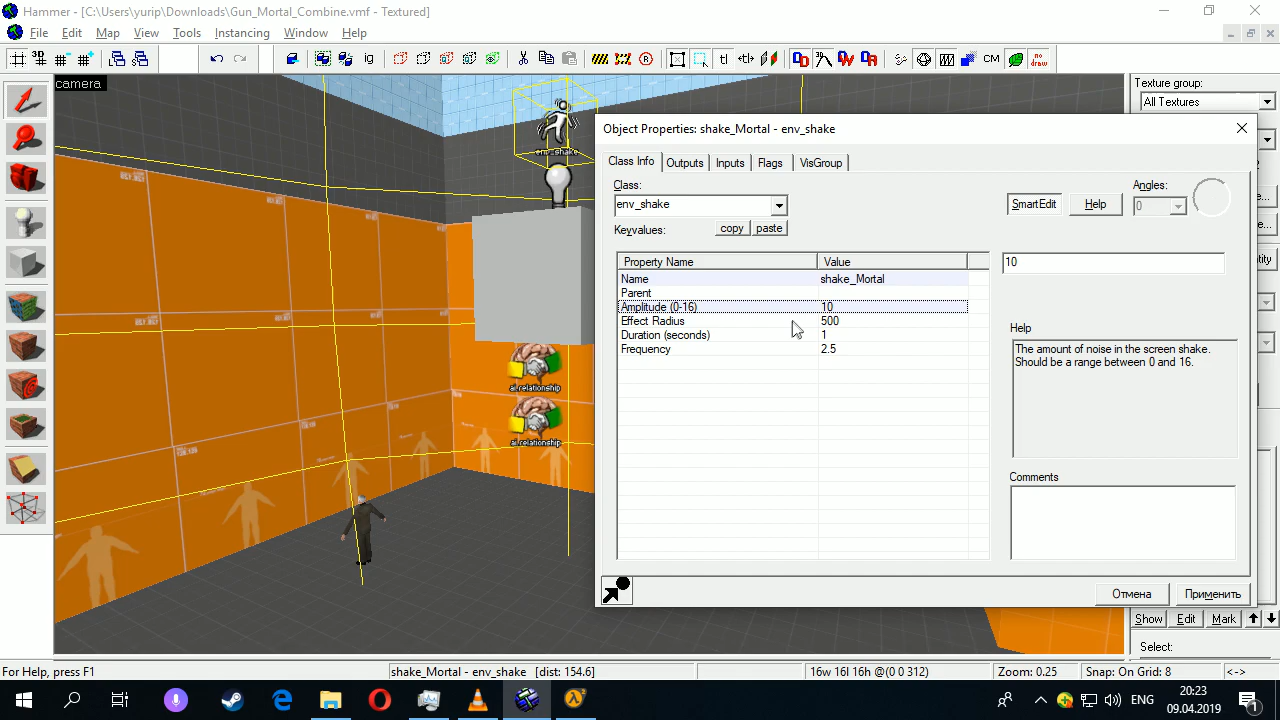 Hammer - [C:\Users\yurip\Downloads\Gun_Mortal_Combine.vmf - Textured]
File Edit Map View Tools Instancing Window Help
camera
Texture group:
All Textures
Object Properties: shake_Mortal - env_shake
Class Info Outputs Inputs Flags VisGroup
Class:
env_shake
SmartEdit
Help
Angles:
0
Keyvalues:
copy paste
Property Name Value
Name shake_Mortal
Parent
Amplitude (0-16) 10
Effect Radius 500
Duration (seconds) 1
Frequency 2.5
10
Help
The amount of noise in the screen shake.
Should be a range between 0 and 16.
Comments
Отмена Применить
env_shake
ai_relationship
ai_relationship
Show Edit Mark
Select:
For Help, press F1
shake_Mortal - env_shake [dist: 154.6]
16w 16l 16h @(0 0 312)
Zoom: 0.25
Snap: On Grid: 8
<->
ENG
20:23
09.04.2019
1